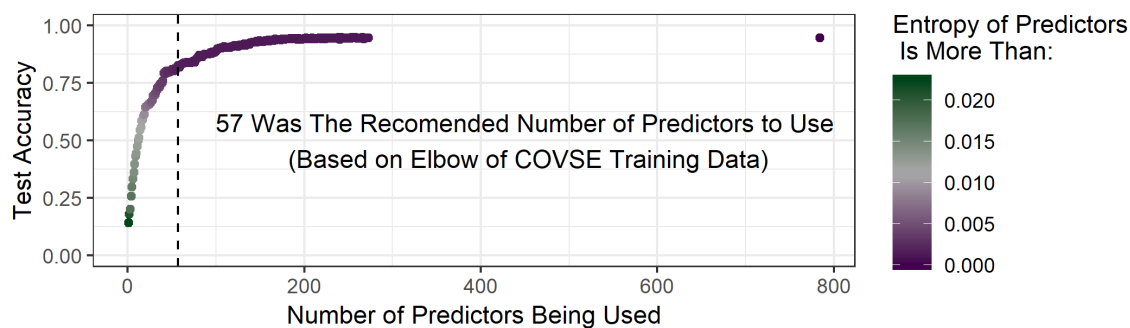 Entropy of Predictors
Is More Than:
1.00
0.75
0.50
0.25
0.00
Test Accuracy
57 Was The Recomended Number of Predictors to Use
(Based on Elbow of COVSE Training Data)
0
200
400
600
800
Number of Predictors Being Used
0.020
0.015
0.010
0.005
0.000